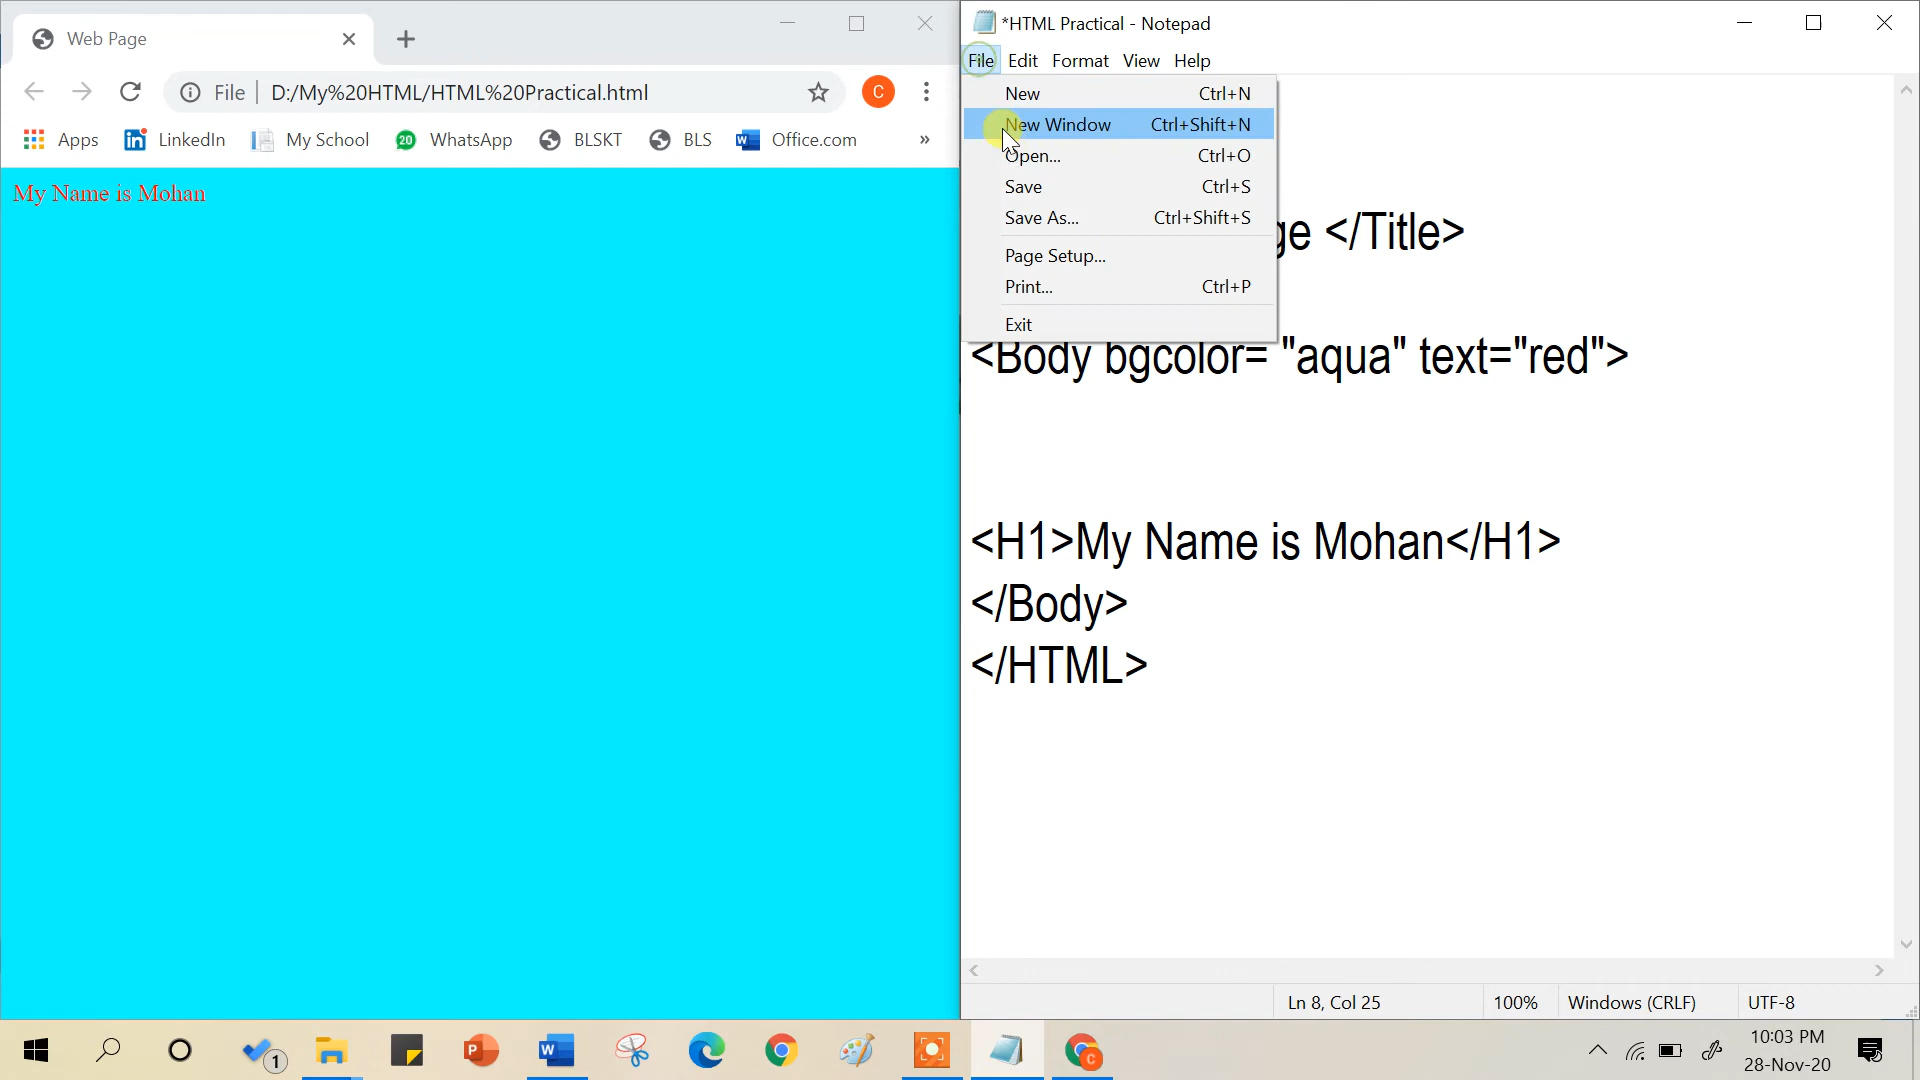 Web Page
File D:/My%20HTML/HTML%20Practical.html
C
Apps LinkedIn My School 20 WhatsApp BLSKT BLS Office.com »
My Name is Mohan
*HTML Practical - Notepad
File Edit Format View Help
New Ctrl+N
New Window Ctrl+Shift+N
Open... Ctrl+O
Save Ctrl+S
Save As... Ctrl+Shift+S
Page Setup...
Print... Ctrl+P
Exit
ge </Title>
<Body bgcolor= "aqua" text="red">
<H1>My Name is Mohan</H1>
</Body>
</HTML>
Ln 8, Col 25 100% Windows (CRLF) UTF-8
1
10:03 PM
28-Nov-20